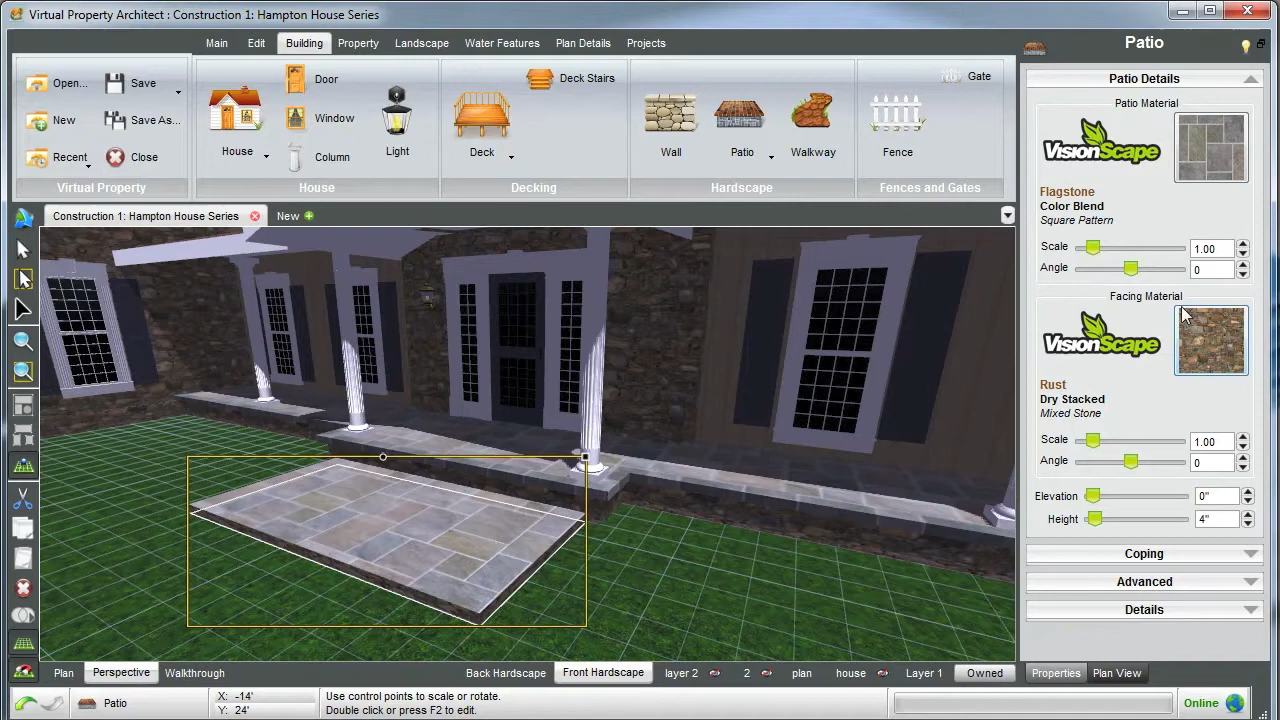 Virtual Property Architect : Construction 1: Hampton House Series
Main Edit Building Property Landscape Water Features Plan Details Projects
Open... Save
New Save As...
Recent Close
Virtual Property
House
Door
Window
Column
Light
House
Deck
Deck Stairs
Decking
Wall Patio Walkway
Hardscape
Gate
Fence
Fences and Gates
Construction 1: Hampton House Series New
Patio
Patio Details
Patio Material
VisionScape
Flagstone
Color Blend
Square Pattern
Scale 1.00
Angle 0
Facing Material
VisionScape
Rust
Dry Stacked
Mixed Stone
Scale 1.00
Angle 0
Elevation 0"
Height 4"
Coping
Advanced
Details
Plan Perspective Walkthrough Back Hardscape Front Hardscape layer 2 2 plan house Layer 1 Owned
Properties Plan View
Patio
X: -14'
Y: 24'
Use control points to scale or rotate.
Double click or press F2 to edit.
Online